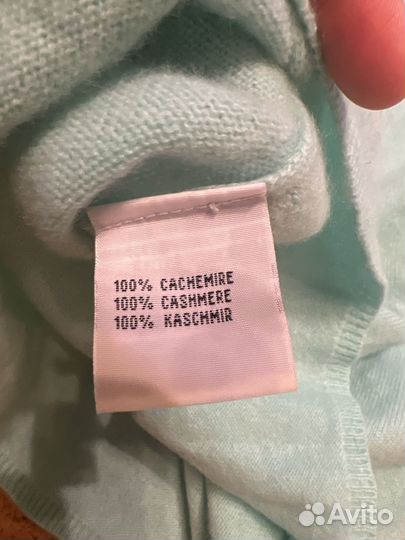 100% CACHEMIRE
100% CASHMERE
100% KASCHMIR
Avito